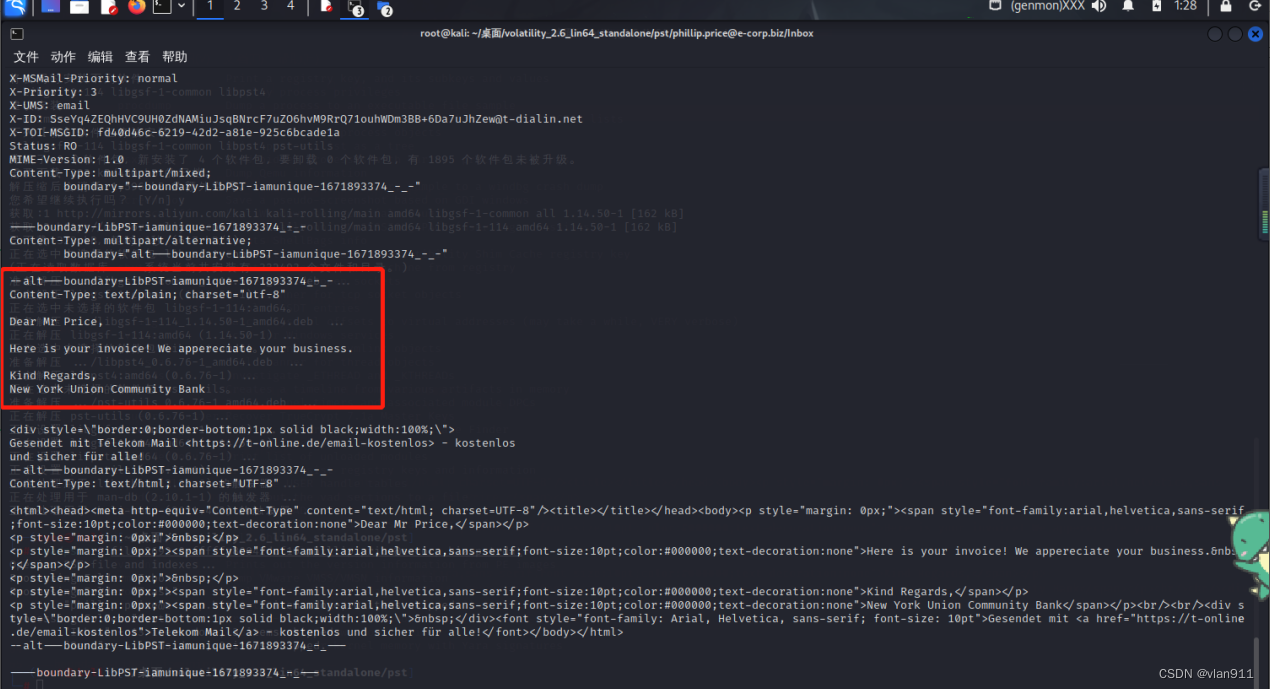 1 2 3 4
3
2
(genmon)XXX
1:28
root@kali: ~/桌面/volatility_2.6_lin64_standalone/pst/phillip.price@e-corp.biz/Inbox
文件 动作 编辑 查看 帮助
X-MSMail-Priority: normal
X-Priority: 3
X-UMS: email
X-ID: SseYq4ZEQhHVC9UH0ZdNAMiuJsqBNrcF7uZO6hvM9RrQ71ouhWDm3BB+6Da7uJhZew@t-dialin.net
X-TOI-MSGID: fd40d46c-6219-42d2-a81e-925c6bcade1a
Status: RO
MIME-Version: 1.0
Content-Type: multipart/mixed;
boundary="--boundary-LibPST-iamunique-1671893374_-_-"
----boundary-LibPST-iamunique-1671893374_-_-
Content-Type: multipart/alternative;
boundary="alt---boundary-LibPST-iamunique-1671893374_-_-"
--alt---boundary-LibPST-iamunique-1671893374_-_-
Content-Type: text/plain; charset="utf-8"
Dear Mr Price,
Here is your invoice! We appereciate your business.
Kind Regards,
New York Union Community Bank
<div style=\"border:0;border-bottom:1px solid black;width:100%;\">
Gesendet mit Telekom Mail <https://t-online.de/email-kostenlos> - kostenlos
und sicher für alle!
--alt---boundary-LibPST-iamunique-1671893374_-_-
Content-Type: text/html; charset="UTF-8"
<html><head><meta http-equiv="Content-Type" content="text/html; charset=UTF-8"/><title></title></head><body><p style="margin: 0px;"><span style="font-family:arial,helvetica,sans-serif
;font-size:10pt;color:#000000;text-decoration:none">Dear Mr Price,</span></p>
<p style="margin: 0px;">&nbsp;</p>
<p style="margin: 0px;"><span style="font-family:arial,helvetica,sans-serif;font-size:10pt;color:#000000;text-decoration:none">Here is your invoice! We appereciate your business.&nbsp
;</span></p>
<p style="margin: 0px;">&nbsp;</p>
<p style="margin: 0px;"><span style="font-family:arial,helvetica,sans-serif;font-size:10pt;color:#000000;text-decoration:none">Kind Regards,</span></p>
<p style="margin: 0px;"><span style="font-family:arial,helvetica,sans-serif;font-size:10pt;color:#000000;text-decoration:none">New York Union Community Bank</span></p><br/><br/><div s
tyle=\"border:0;border-bottom:1px solid black;width:100%;\">&nbsp;</div><font style="font-family: Arial, Helvetica, sans-serif; font-size: 10pt">Gesendet mit <a href="https://t-online
.de/email-kostenlos">Telekom Mail</a> - kostenlos und sicher für alle!</font></body></html>
--alt---boundary-LibPST-iamunique-1671893374_-_---
----boundary-LibPST-iamunique-1671893374_-_---
CSDN @vlan911